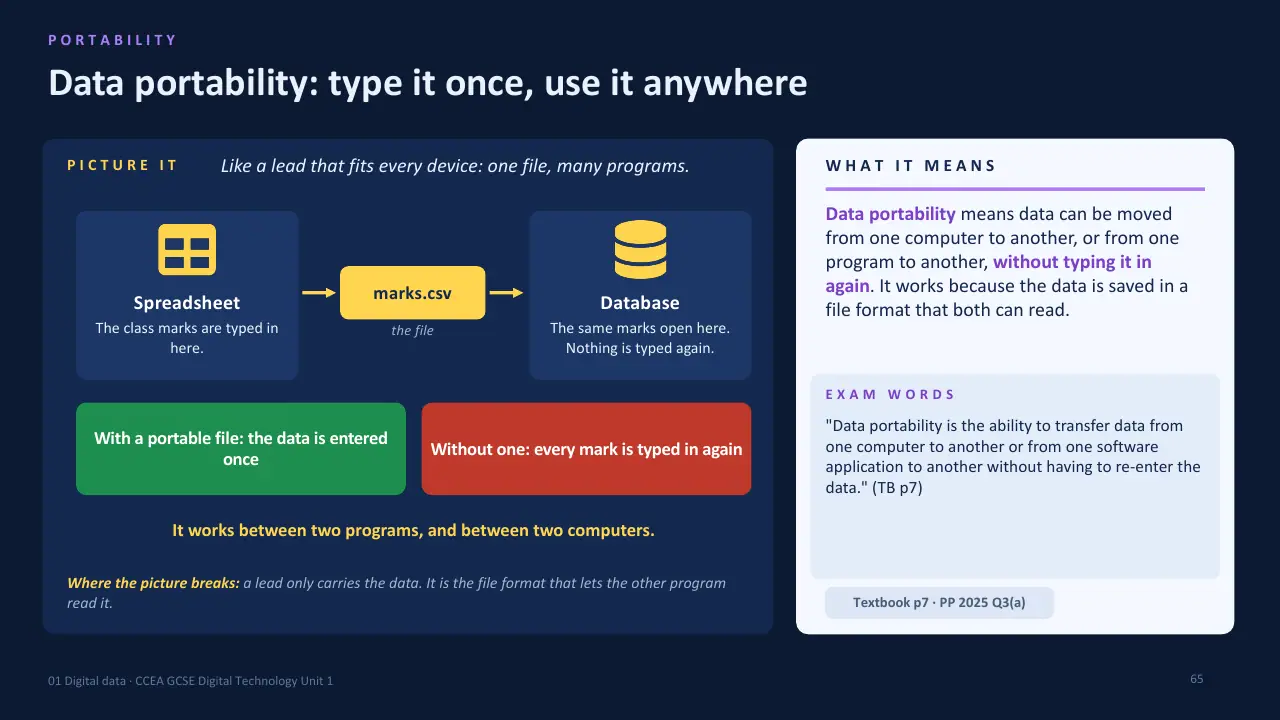 PORTABILITY
Data portability: type it once, use it anywhere
PICTURE IT
Like a lead that fits every device: one file, many programs.
Spreadsheet
The class marks are typed in
here.
marks.csv
the file
Database
The same marks open here.
Nothing is typed again.
With a portable file: the data is entered
once
Without one: every mark is typed in again
It works between two programs, and between two computers.
Where the picture breaks: a lead only carries the data. It is the file format that lets the other program
read it.
WHAT IT MEANS
Data portability means data can be moved
from one computer to another, or from one
program to another, without typing it in
again. It works because the data is saved in a
file format that both can read.
EXAM WORDS
"Data portability is the ability to transfer data from
one computer to another or from one software
application to another without having to re-enter the
data." (TB p7)
Textbook p7 · PP 2025 Q3(a)
01 Digital data · CCEA GCSE Digital Technology Unit 1
65